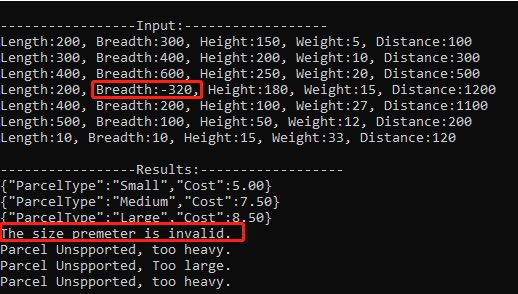 -----------------Input:------------------
Length:200, Breadth:300, Height:150, Weight:5, Distance:100
Length:300, Breadth:400, Height:200, Weight:10, Distance:300
Length:400, Breadth:600, Height:250, Weight:20, Distance:500
Length:200, Breadth:-320, Height:180, Weight:15, Distance:1200
Length:400, Breadth:200, Height:100, Weight:27, Distance:1100
Length:500, Breadth:100, Height:50, Weight:12, Distance:200
Length:10, Breadth:10, Height:15, Weight:33, Distance:120
-----------------Results:------------------
{"ParcelType":"Small","Cost":5.00}
{"ParcelType":"Medium","Cost":7.50}
{"ParcelType":"Large","Cost":8.50}
The size premeter is invalid.
Parcel Unspported, too heavy.
Parcel Unspported, Too large.
Parcel Unspported, too heavy.